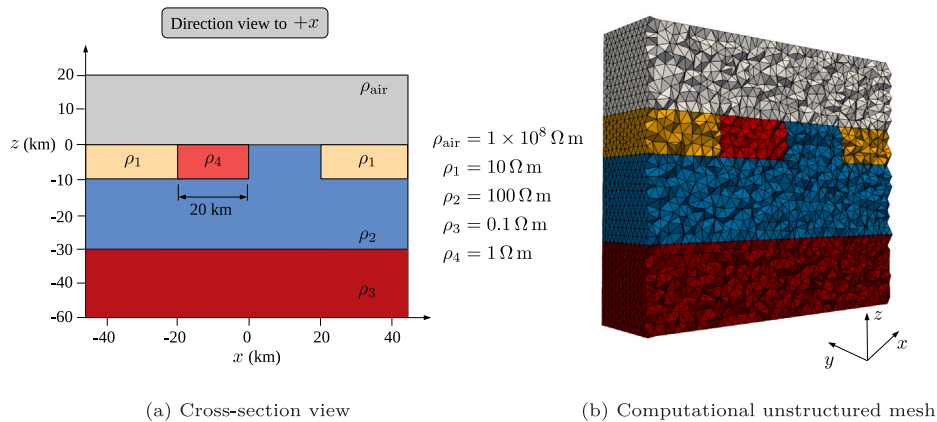 Direction view to +x
20
10
z (km) 0
-10
-20
-30
-40
-50
-60
ρair
ρ1
ρ4
ρ1
20 km
ρ2
ρ3
-40 -20 0 20 40
x (km)
ρair = 1 × 10^8 Ω m
ρ1 = 10 Ω m
ρ2 = 100 Ω m
ρ3 = 0.1 Ω m
ρ4 = 1 Ω m
z
x
y
(a) Cross-section view
(b) Computational unstructured mesh